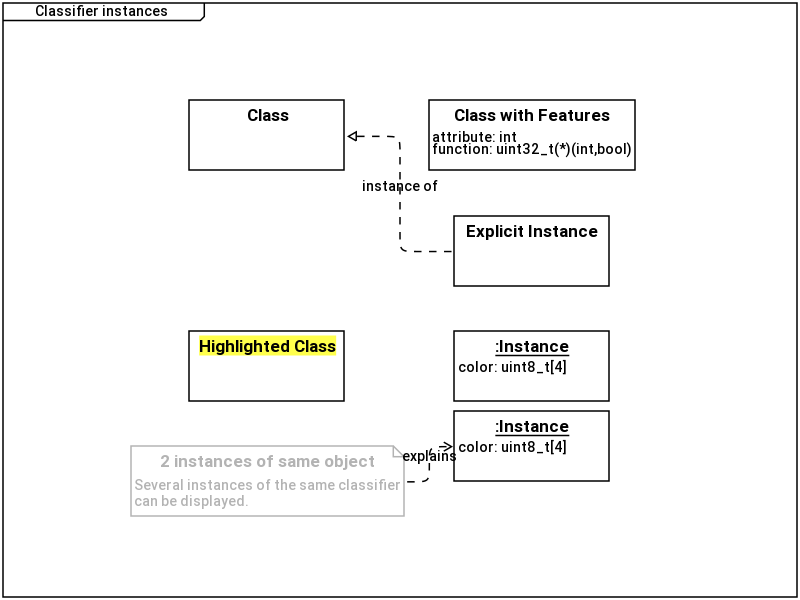 Classifier instances
Class
Class with Features
attribute: int
function: uint32_t(*)(int,bool)
instance of
Explicit Instance
Highlighted Class
:Instance
color: uint8_t[4]
:Instance
color: uint8_t[4]
explains
2 instances of same object
Several instances of the same classifier
can be displayed.